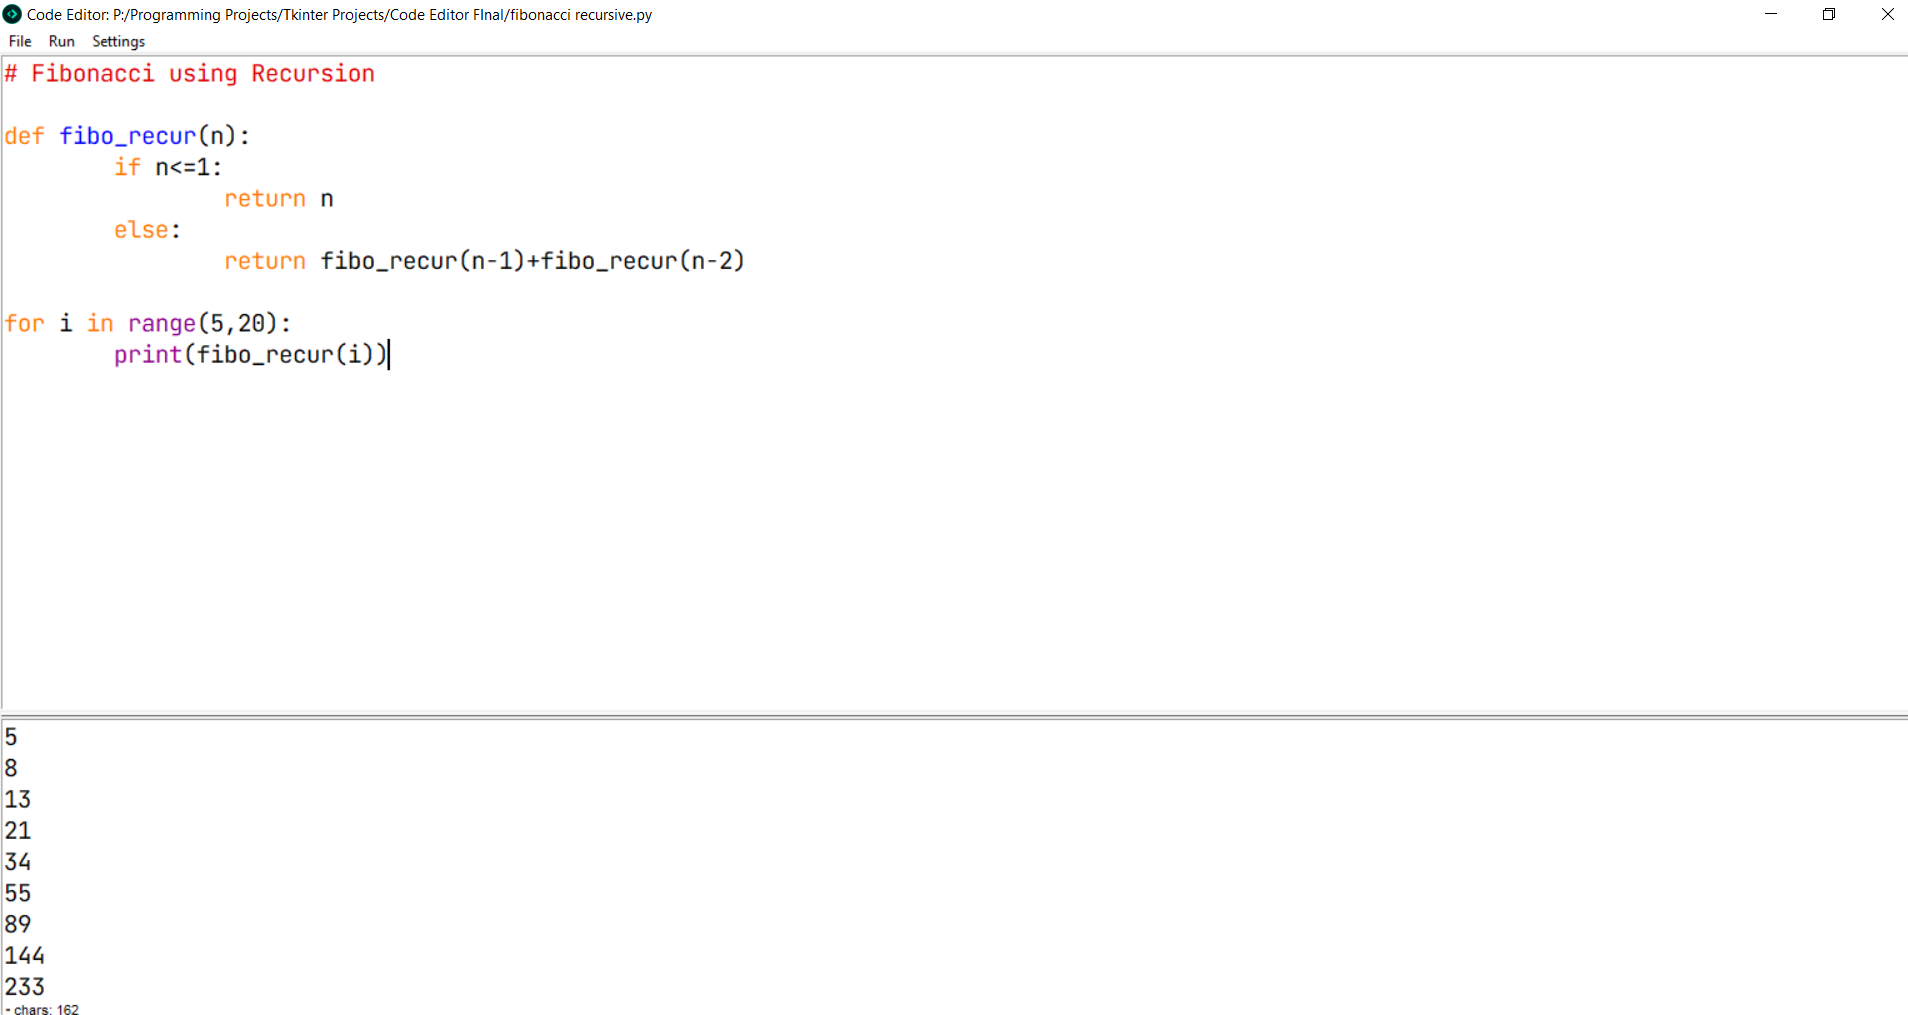 Code Editor: P:/Programming Projects/Tkinter Projects/Code Editor FInal/fibonacci recursive.py
File Run Settings
# Fibonacci using Recursion
def fibo_recur(n):
if n<=1:
return n
else:
return fibo_recur(n-1)+fibo_recur(n-2)
for i in range(5,20):
print(fibo_recur(i))
5
8
13
21
34
55
89
144
233
- chars: 162